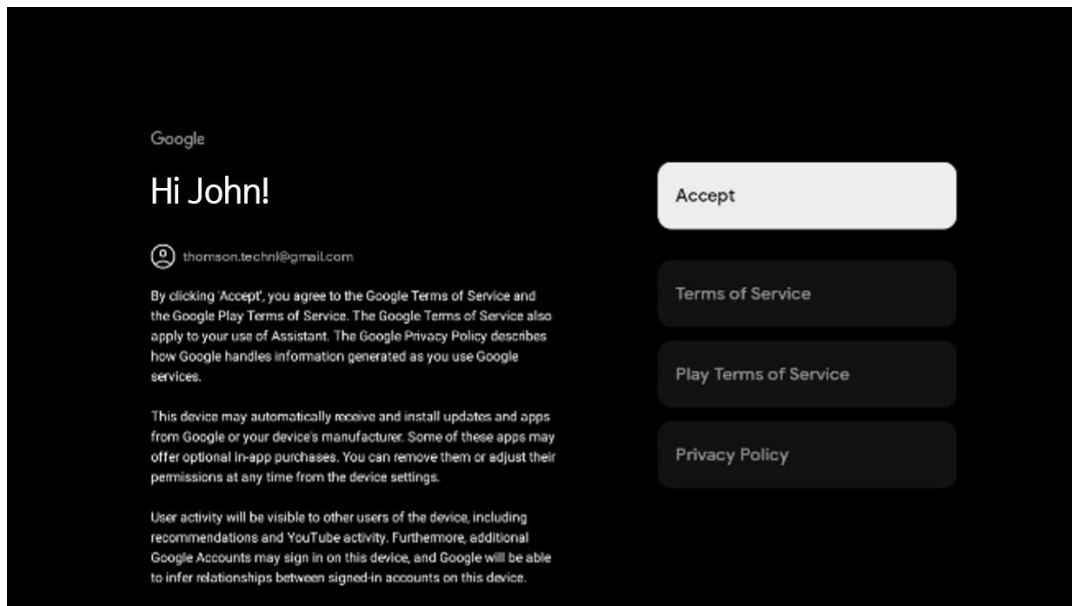 Google
Hi John!
thomson.technl@gmail.com
By clicking 'Accept', you agree to the Google Terms of Service and
the Google Play Terms of Service. The Google Terms of Service also
apply to your use of Assistant. The Google Privacy Policy describes
how Google handles information generated as you use Google
services.
This device may automatically receive and install updates and apps
from Google or your device's manufacturer. Some of these apps may
offer optional in-app purchases. You can remove them or adjust their
permissions at any time from the device settings.
User activity will be visible to other users of the device, including
recommendations and YouTube activity. Furthermore, additional
Google Accounts may sign in on this device, and Google will be able
to infer relationships between signed-in accounts on this device.
Accept
Terms of Service
Play Terms of Service
Privacy Policy